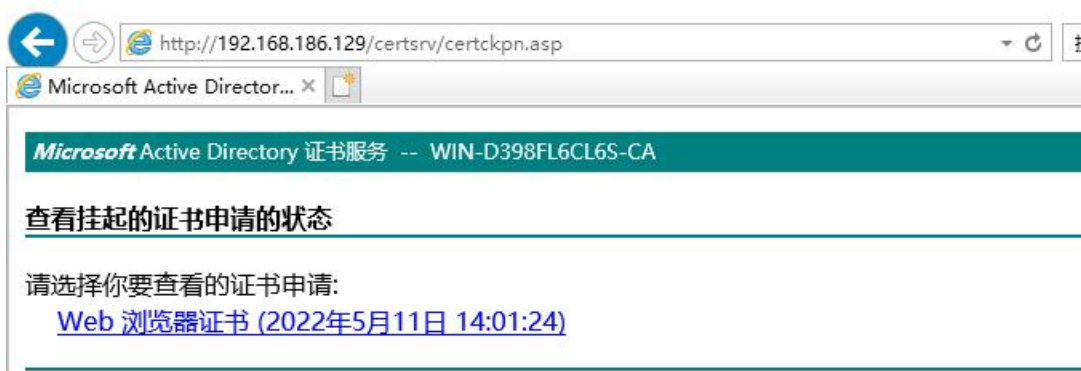 http://192.168.186.129/certsrv/certckpn.asp
Microsoft Active Director...
Microsoft Active Directory 证书服务 -- WIN-D398FL6CL6S-CA
查看挂起的证书申请的状态
请选择你要查看的证书申请:
Web 浏览器证书 (2022年5月11日 14:01:24)